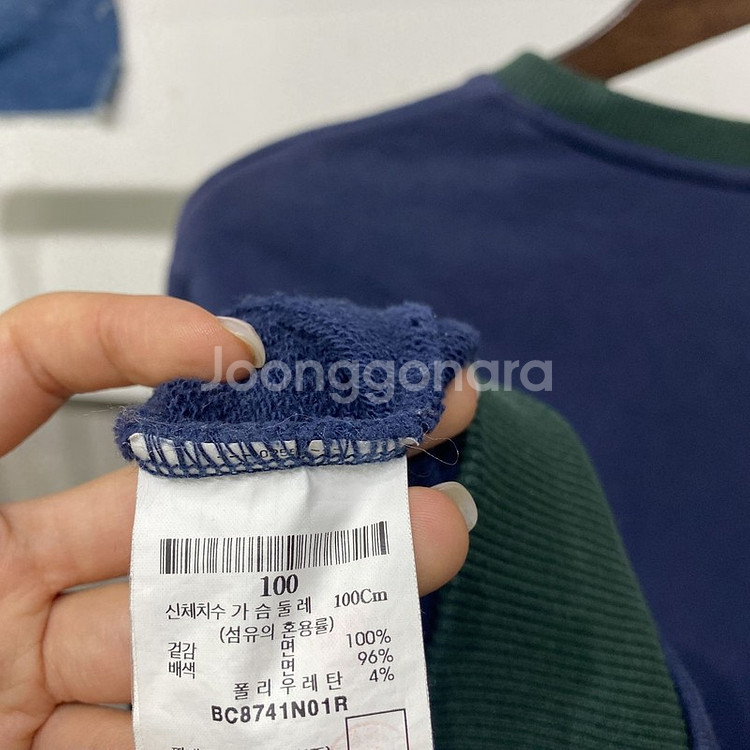 Joonggonara
100
신체치수 가 슴 둘 레 100Cm
(섬유의 혼용률)
겉감 면 100%
배색 면 96%
폴 리 우 레 탄 4%
BC8741N01R